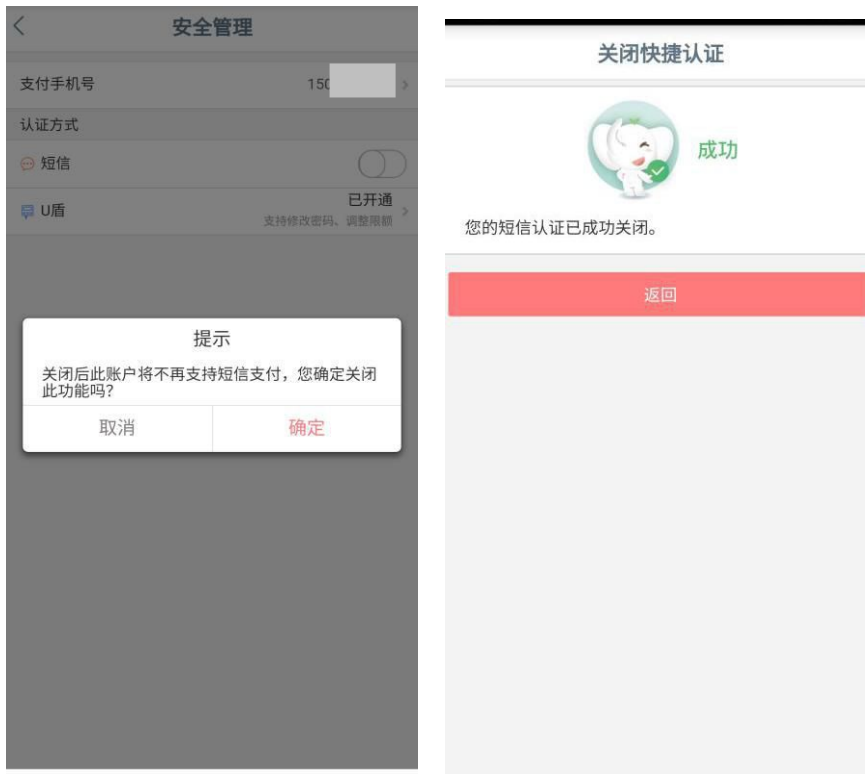 安全管理
支付手机号 150
认证方式
短信
U盾 已开通
支持修改密码、调整限额
提示
关闭后此账户将不再支持短信支付，您确定关闭
此功能吗？
取消 确定
关闭快捷认证
成功
您的短信认证已成功关闭。
返回